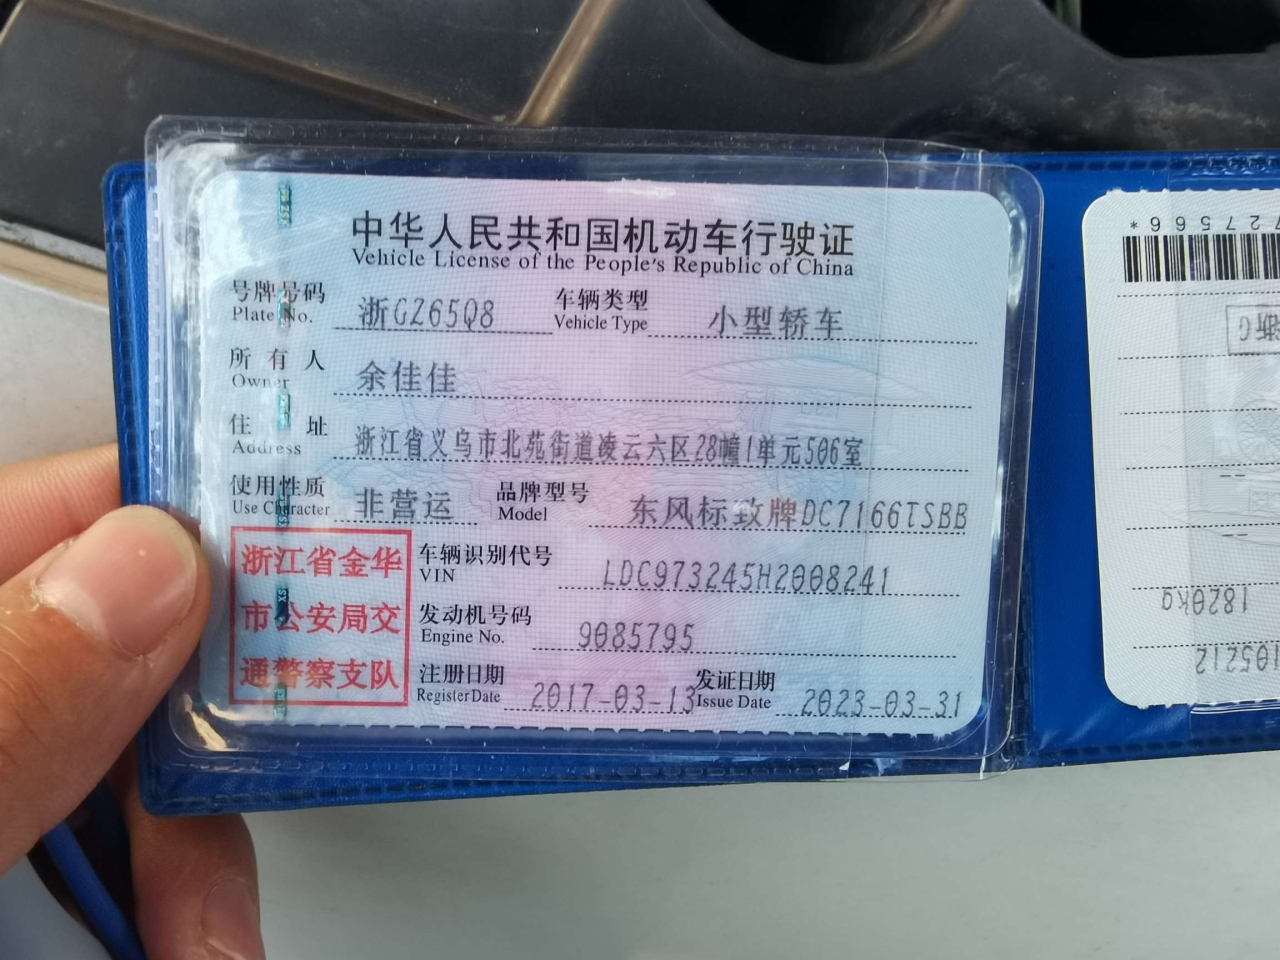 中华人民共和国机动车行驶证
Vehicle License of the People's Republic of China
号牌号码 浙GZ65Q8 车辆类型 小型轿车
Plate No. Vehicle Type
所有人 余佳佳
Owner
住址 浙江省义乌市北苑街道凌云六区28幢1单元506室
Address
使用性质 非营运 品牌型号 东风标致牌DC7166TSBB
Use Character Model
浙江省金华
市公安局交
通警察支队
车辆识别代号 LDC973245H2008241
VIN
发动机号码 9085795
Engine No.
注册日期 2017-03-13 发证日期 2023-03-31
Register Date Issue Date
1820kg